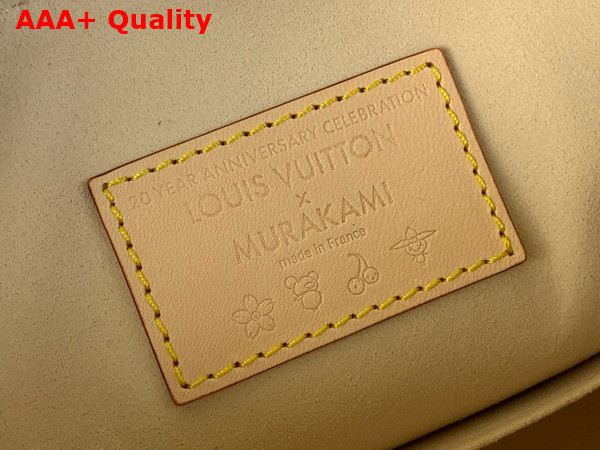 AAA+ Quality
20 YEAR ANNIVERSARY CELEBRATION
LOUIS VUITTON
×
MURAKAMI
made in France